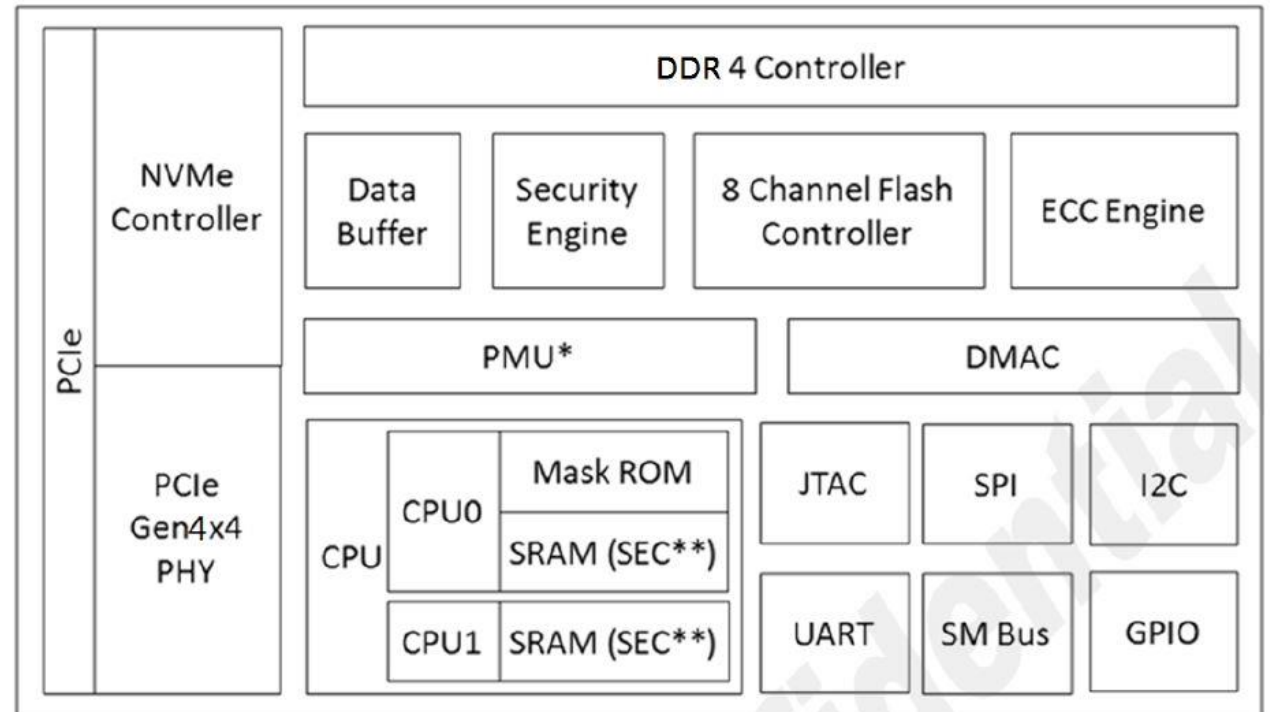 DDR 4 Controller
NVMe
Controller
Data
Buffer
Security
Engine
8 Channel Flash
Controller
ECC Engine
PCIe
PMU*
DMAC
PCIe
Gen4x4
PHY
CPU
CPU0
Mask ROM
SRAM (SEC**)
CPU1
SRAM (SEC**)
JTAC
SPI
I2C
UART
SM Bus
GPIO